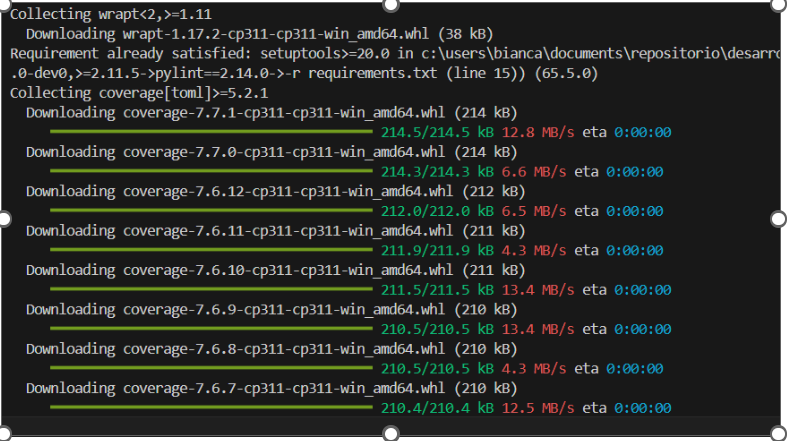 Collecting wrapt<2,>=1.11
Downloading wrapt-1.17.2-cp311-cp311-win_amd64.whl (38 kB)
Requirement already satisfied: setuptools>=20.0 in c:\users\bianca\documents\repositorio\desarro
.0-dev0,>=2.11.5->pylint==2.14.0->-r requirements.txt (line 15)) (65.5.0)
Collecting coverage[toml]>=5.2.1
Downloading coverage-7.7.1-cp311-cp311-win_amd64.whl (214 kB)
214.5/214.5 kB 12.8 MB/s eta 0:00:00
Downloading coverage-7.7.0-cp311-cp311-win_amd64.whl (214 kB)
214.3/214.3 kB 6.6 MB/s eta 0:00:00
Downloading coverage-7.6.12-cp311-cp311-win_amd64.whl (212 kB)
212.0/212.0 kB 6.5 MB/s eta 0:00:00
Downloading coverage-7.6.11-cp311-cp311-win_amd64.whl (211 kB)
211.9/211.9 kB 4.3 MB/s eta 0:00:00
Downloading coverage-7.6.10-cp311-cp311-win_amd64.whl (211 kB)
211.5/211.5 kB 13.4 MB/s eta 0:00:00
Downloading coverage-7.6.9-cp311-cp311-win_amd64.whl (210 kB)
210.5/210.5 kB 13.4 MB/s eta 0:00:00
Downloading coverage-7.6.8-cp311-cp311-win_amd64.whl (210 kB)
210.5/210.5 kB 4.3 MB/s eta 0:00:00
Downloading coverage-7.6.7-cp311-cp311-win_amd64.whl (210 kB)
210.4/210.4 kB 12.5 MB/s eta 0:00:00